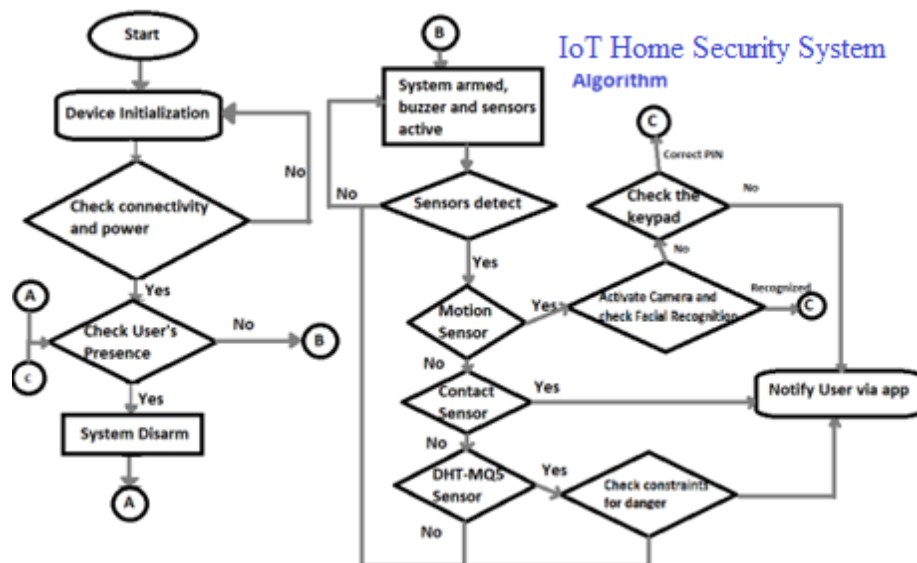 IoT Home Security System
Algorithm
Start
Device Initialization
No
Check connectivity
and power
Yes
A
C
Check User's
Presence
No
B
Yes
System Disarm
A
B
System armed,
buzzer and sensors
active
No
Sensors detect
Yes
Motion
Sensor
Yes
Activate Camera and
check Facial Recognition
Recognized
C
No
Check the
keypad
Correct PIN
C
No
No
Contact
Sensor
Yes
Notify User via app
No
DHT-MQ5
Sensor
Yes
Check constraints
for danger
No